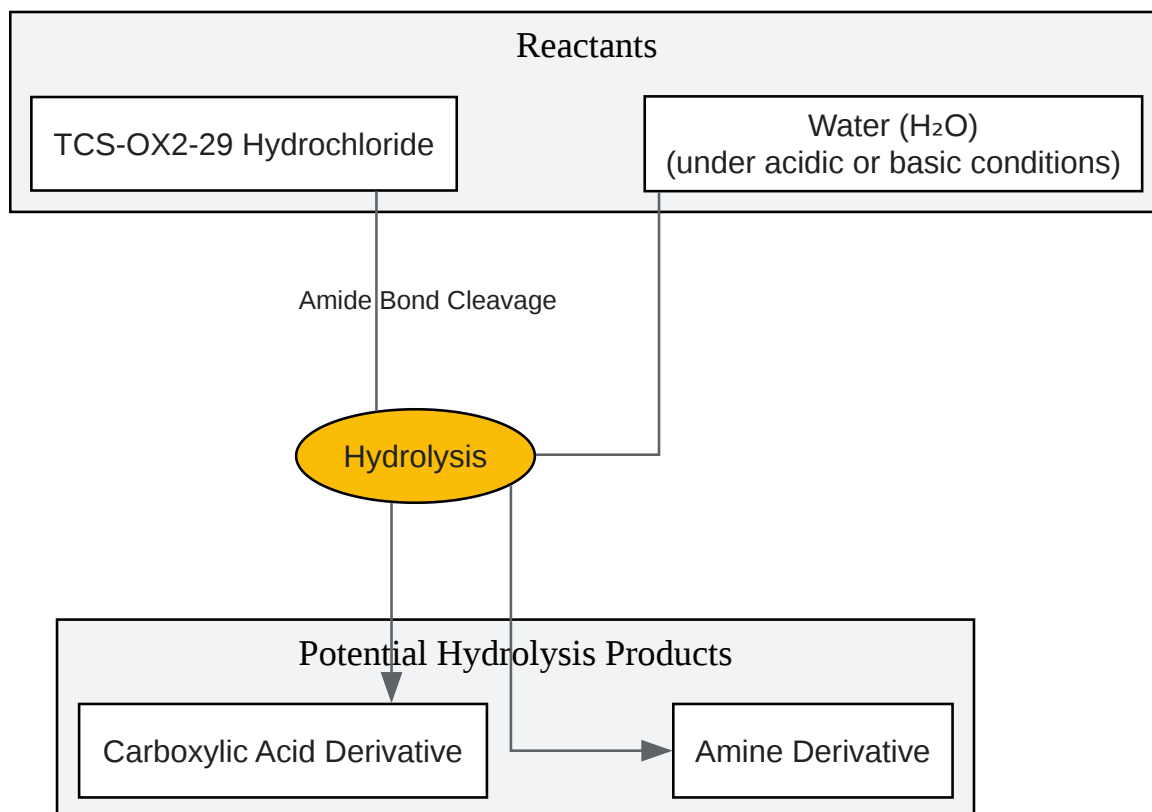 Reactants
TCS-OX2-29 Hydrochloride
Water (H₂O)
(under acidic or basic conditions)
Amide Bond Cleavage
Hydrolysis
Potential Hydrolysis Products
Carboxylic Acid Derivative
Amine Derivative